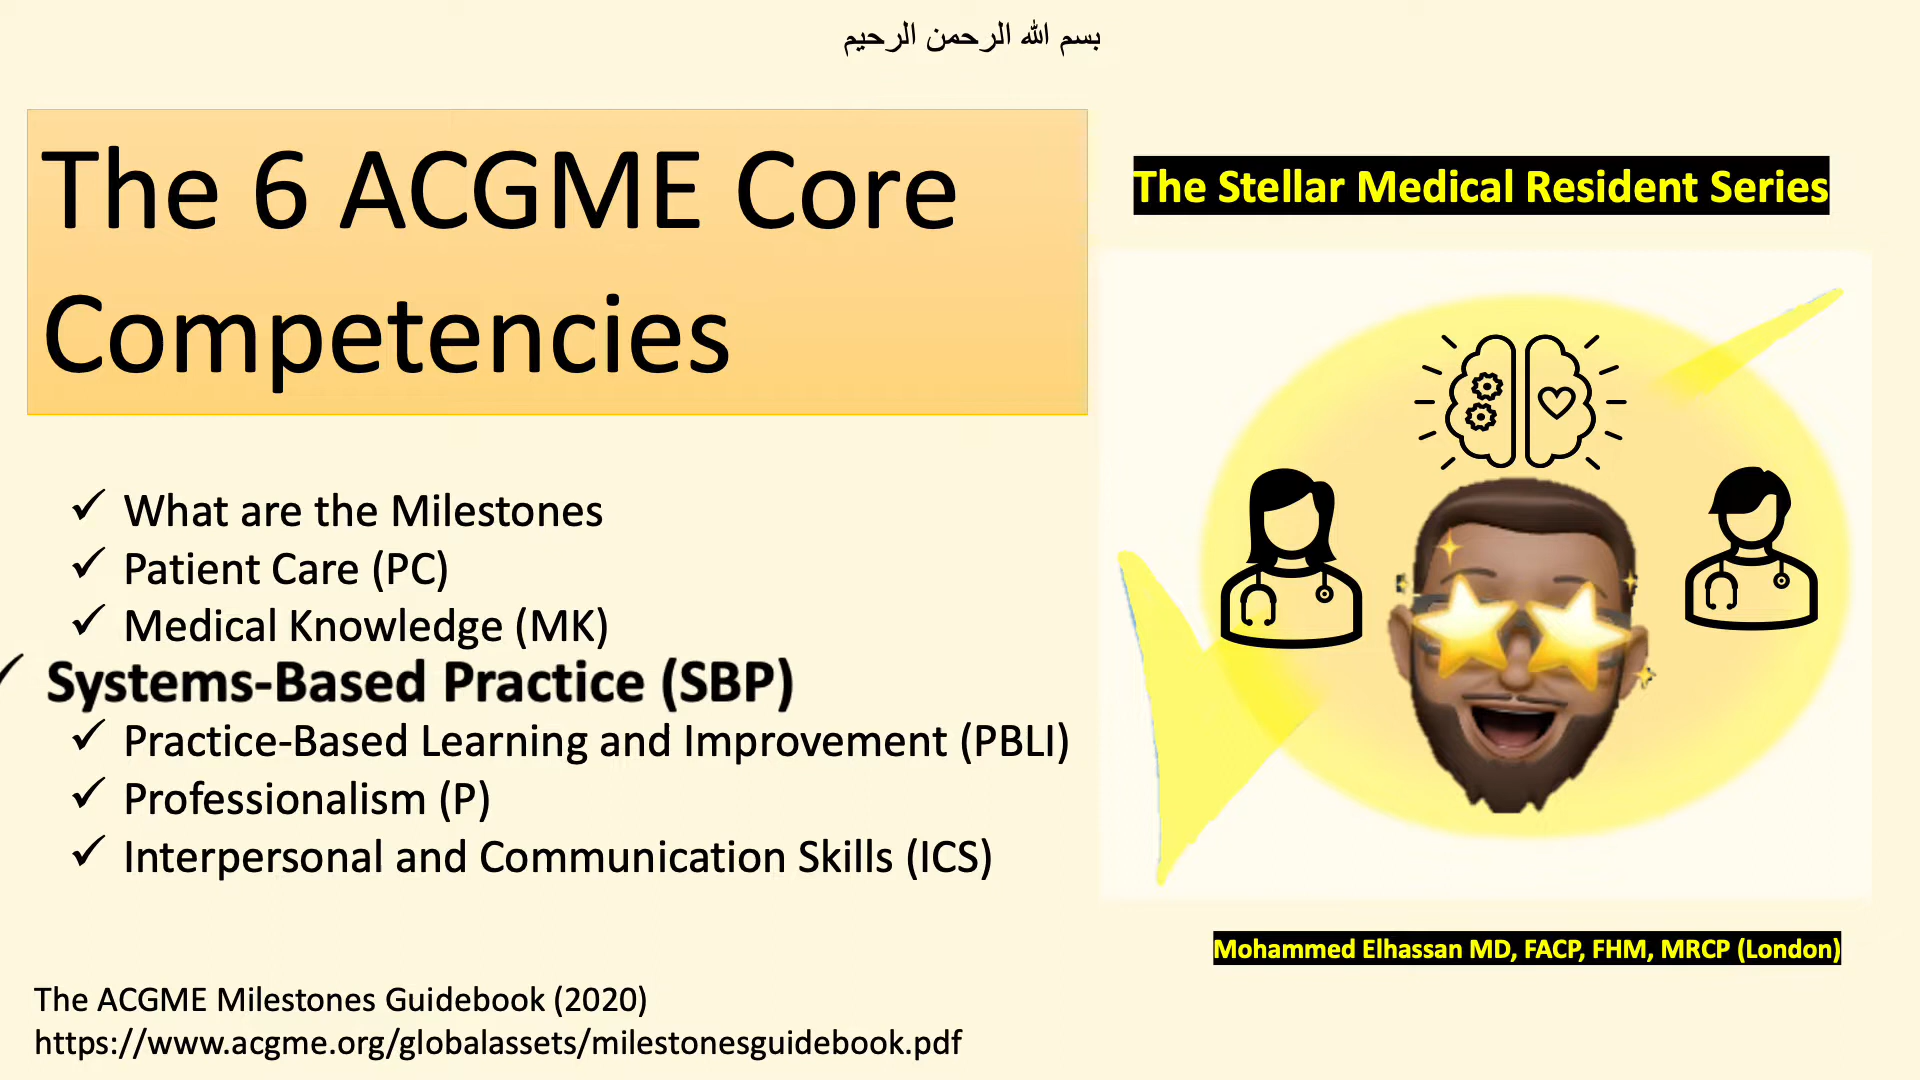 بسم الله الرحمن الرحيم
The 6 ACGME Core
Competencies
✓ What are the Milestones
✓ Patient Care (PC)
✓ Medical Knowledge (MK)
✓ Systems-Based Practice (SBP)
✓ Practice-Based Learning and Improvement (PBLI)
✓ Professionalism (P)
✓ Interpersonal and Communication Skills (ICS)
The ACGME Milestones Guidebook (2020)
https://www.acgme.org/globalassets/milestonesguidebook.pdf
The Stellar Medical Resident Series
Mohammed Elhassan MD, FACP, FHM, MRCP (London)